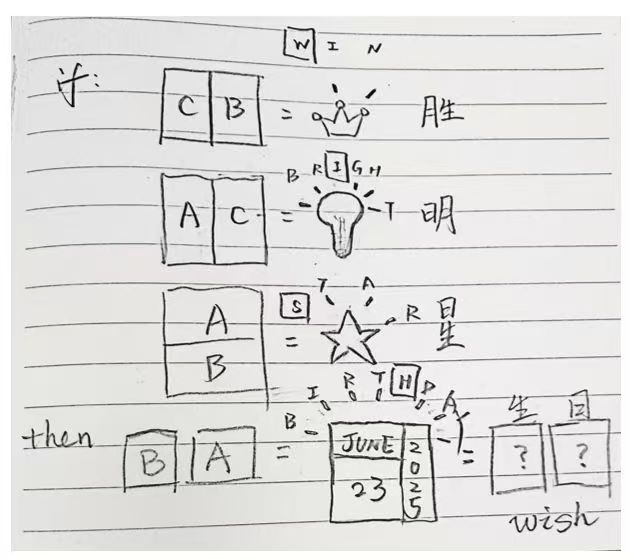 W I N
if:
C B = 胜
B R I G H T
A C = 明
S T A R
A B = 星
B I R T H D A Y
then B A = JUNE 23 2025 = ? ?
生 日
wish